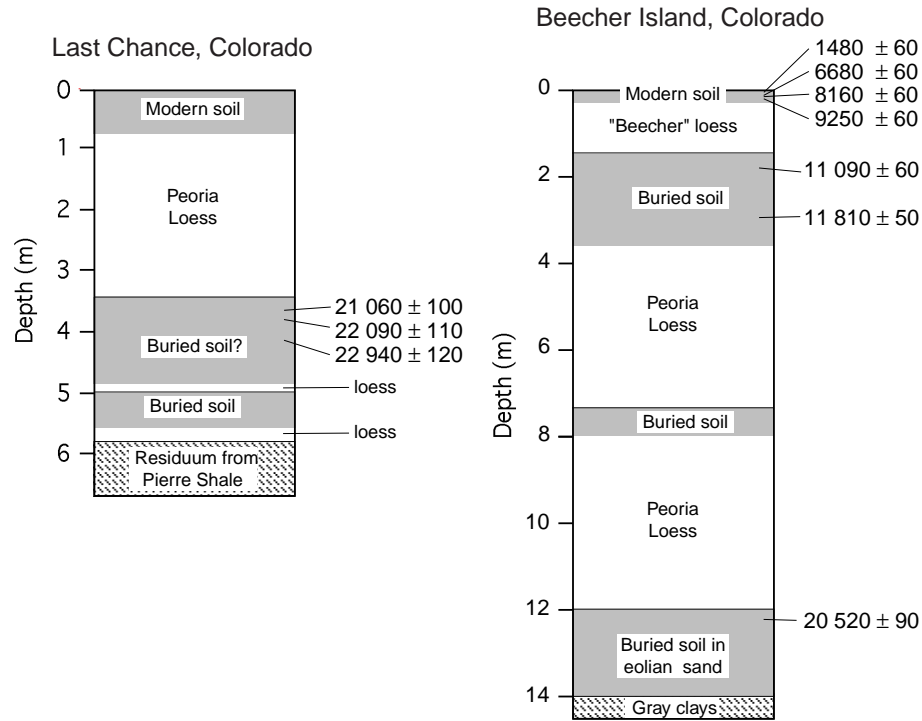 Last Chance, Colorado
Depth (m)
0
1
2
3
4
5
6
Modern soil
Peoria
Loess
Buried soil?
Buried soil
Residuum from
Pierre Shale
21 060 ± 100
22 090 ± 110
22 940 ± 120
loess
loess
Beecher Island, Colorado
Depth (m)
0
2
4
6
8
10
12
14
Modern soil
"Beecher" loess
Buried soil
Peoria
Loess
Buried soil
Peoria
Loess
Buried soil in
eolian sand
Gray clays
1480 ± 60
6680 ± 60
8160 ± 60
9250 ± 60
11 090 ± 60
11 810 ± 50
20 520 ± 90